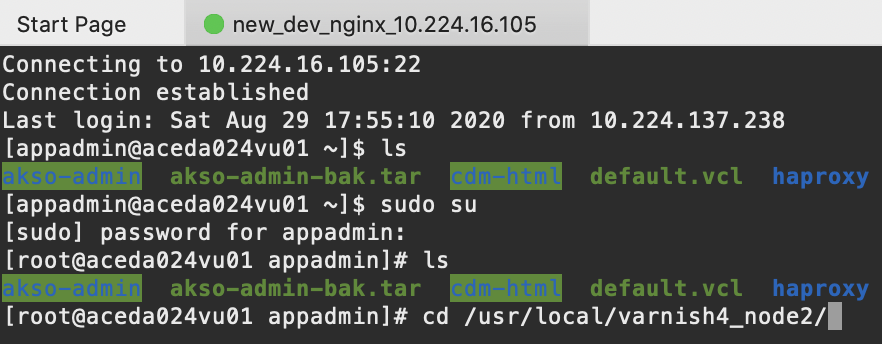 Start Page new_dev_nginx_10.224.16.105
Connecting to 10.224.16.105:22
Connection established
Last login: Sat Aug 29 17:55:10 2020 from 10.224.137.238
[appadmin@aceda024vu01 ~]$ ls
akso-admin akso-admin-bak.tar cdm-html default.vcl haproxy
[appadmin@aceda024vu01 ~]$ sudo su
[sudo] password for appadmin:
[root@aceda024vu01 appadmin]# ls
akso-admin akso-admin-bak.tar cdm-html default.vcl haproxy
[root@aceda024vu01 appadmin]# cd /usr/local/varnish4_node2/